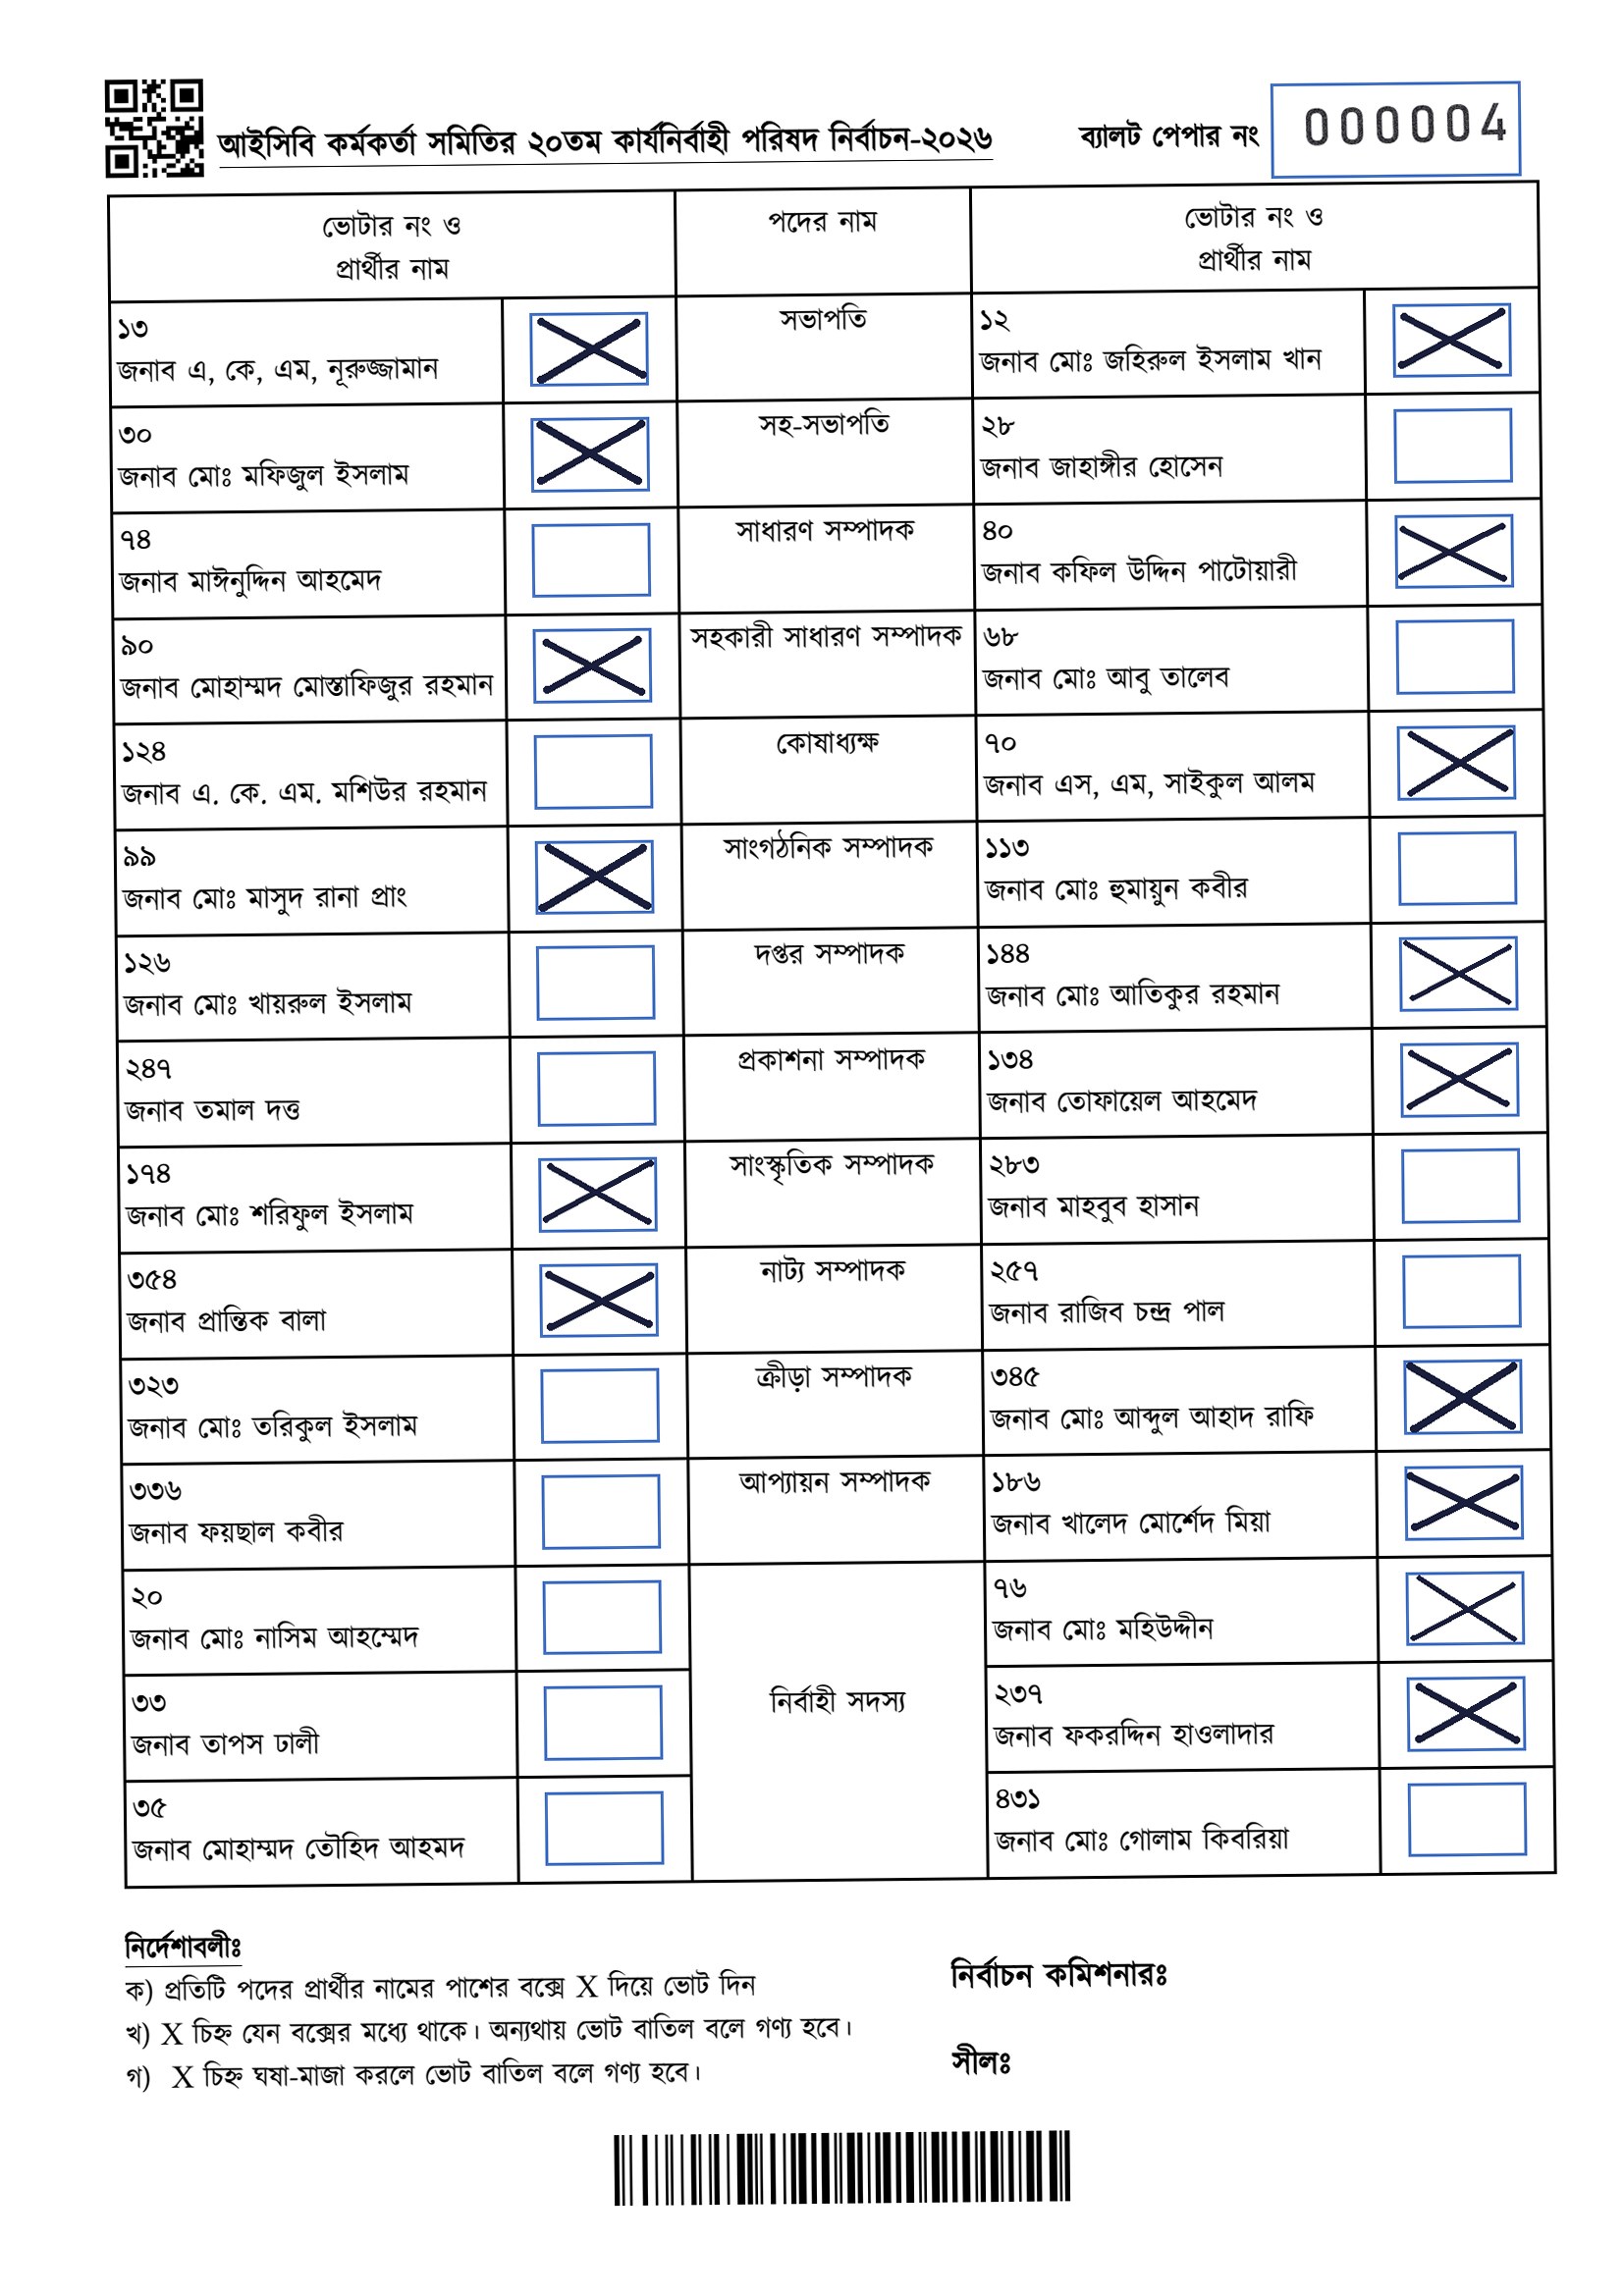 আইসিবি কর্মকর্তা সমিতির ২০তম কার্যনির্বাহী পরিষদ নির্বাচন-২০২৬
ব্যালট পেপার নং
000004
ভোটার নং ও
প্রার্থীর নাম
পদের নাম
ভোটার নং ও
প্রার্থীর নাম
১৩
জনাব এ, কে, এম, নূরুজ্জামান
সভাপতি
১২
জনাব মোঃ জহিরুল ইসলাম খান
৩০
জনাব মোঃ মফিজুল ইসলাম
সহ-সভাপতি
২৮
জনাব জাহাঙ্গীর হোসেন
৭৪
জনাব মাঈনুদ্দিন আহমেদ
সাধারণ সম্পাদক
৪০
জনাব কফিল উদ্দিন পাটোয়ারী
৯০
জনাব মোহাম্মদ মোস্তাফিজুর রহমান
সহকারী সাধারণ সম্পাদক
৬৮
জনাব মোঃ আবু তালেব
১২৪
জনাব এ. কে. এম. মশিউর রহমান
কোষাধ্যক্ষ
৭০
জনাব এস, এম, সাইকুল আলম
৯৯
জনাব মোঃ মাসুদ রানা প্রাং
সাংগঠনিক সম্পাদক
১১৩
জনাব মোঃ হুমায়ুন কবীর
১২৬
জনাব মোঃ খায়রুল ইসলাম
দপ্তর সম্পাদক
১৪৪
জনাব মোঃ আতিকুর রহমান
২৪৭
জনাব তমাল দত্ত
প্রকাশনা সম্পাদক
১৩৪
জনাব তোফায়েল আহমেদ
১৭৪
জনাব মোঃ শরিফুল ইসলাম
সাংস্কৃতিক সম্পাদক
২৮৩
জনাব মাহবুব হাসান
৩৫৪
জনাব প্রান্তিক বালা
নাট্য সম্পাদক
২৫৭
জনাব রাজিব চন্দ্র পাল
৩২৩
জনাব মোঃ তরিকুল ইসলাম
ক্রীড়া সম্পাদক
৩৪৫
জনাব মোঃ আব্দুল আহাদ রাফি
৩৩৬
জনাব ফয়ছাল কবীর
আপ্যায়ন সম্পাদক
১৮৬
জনাব খালেদ মোর্শেদ মিয়া
২০
জনাব মোঃ নাসিম আহম্মেদ
নির্বাহী সদস্য
৭৬
জনাব মোঃ মহিউদ্দীন
৩৩
জনাব তাপস ঢালী
২৩৭
জনাব ফকরদ্দিন হাওলাদার
৩৫
জনাব মোহাম্মদ তৌহিদ আহমদ
৪৩১
জনাব মোঃ গোলাম কিবরিয়া
নির্দেশাবলীঃ
ক) প্রতিটি পদের প্রার্থীর নামের পাশের বক্সে X দিয়ে ভোট দিন
খ) X চিহ্ন যেন বক্সের মধ্যে থাকে। অন্যথায় ভোট বাতিল বলে গণ্য হবে।
গ) X চিহ্ন ঘষা-মাজা করলে ভোট বাতিল বলে গণ্য হবে।
নির্বাচন কমিশনারঃ
সীলঃ